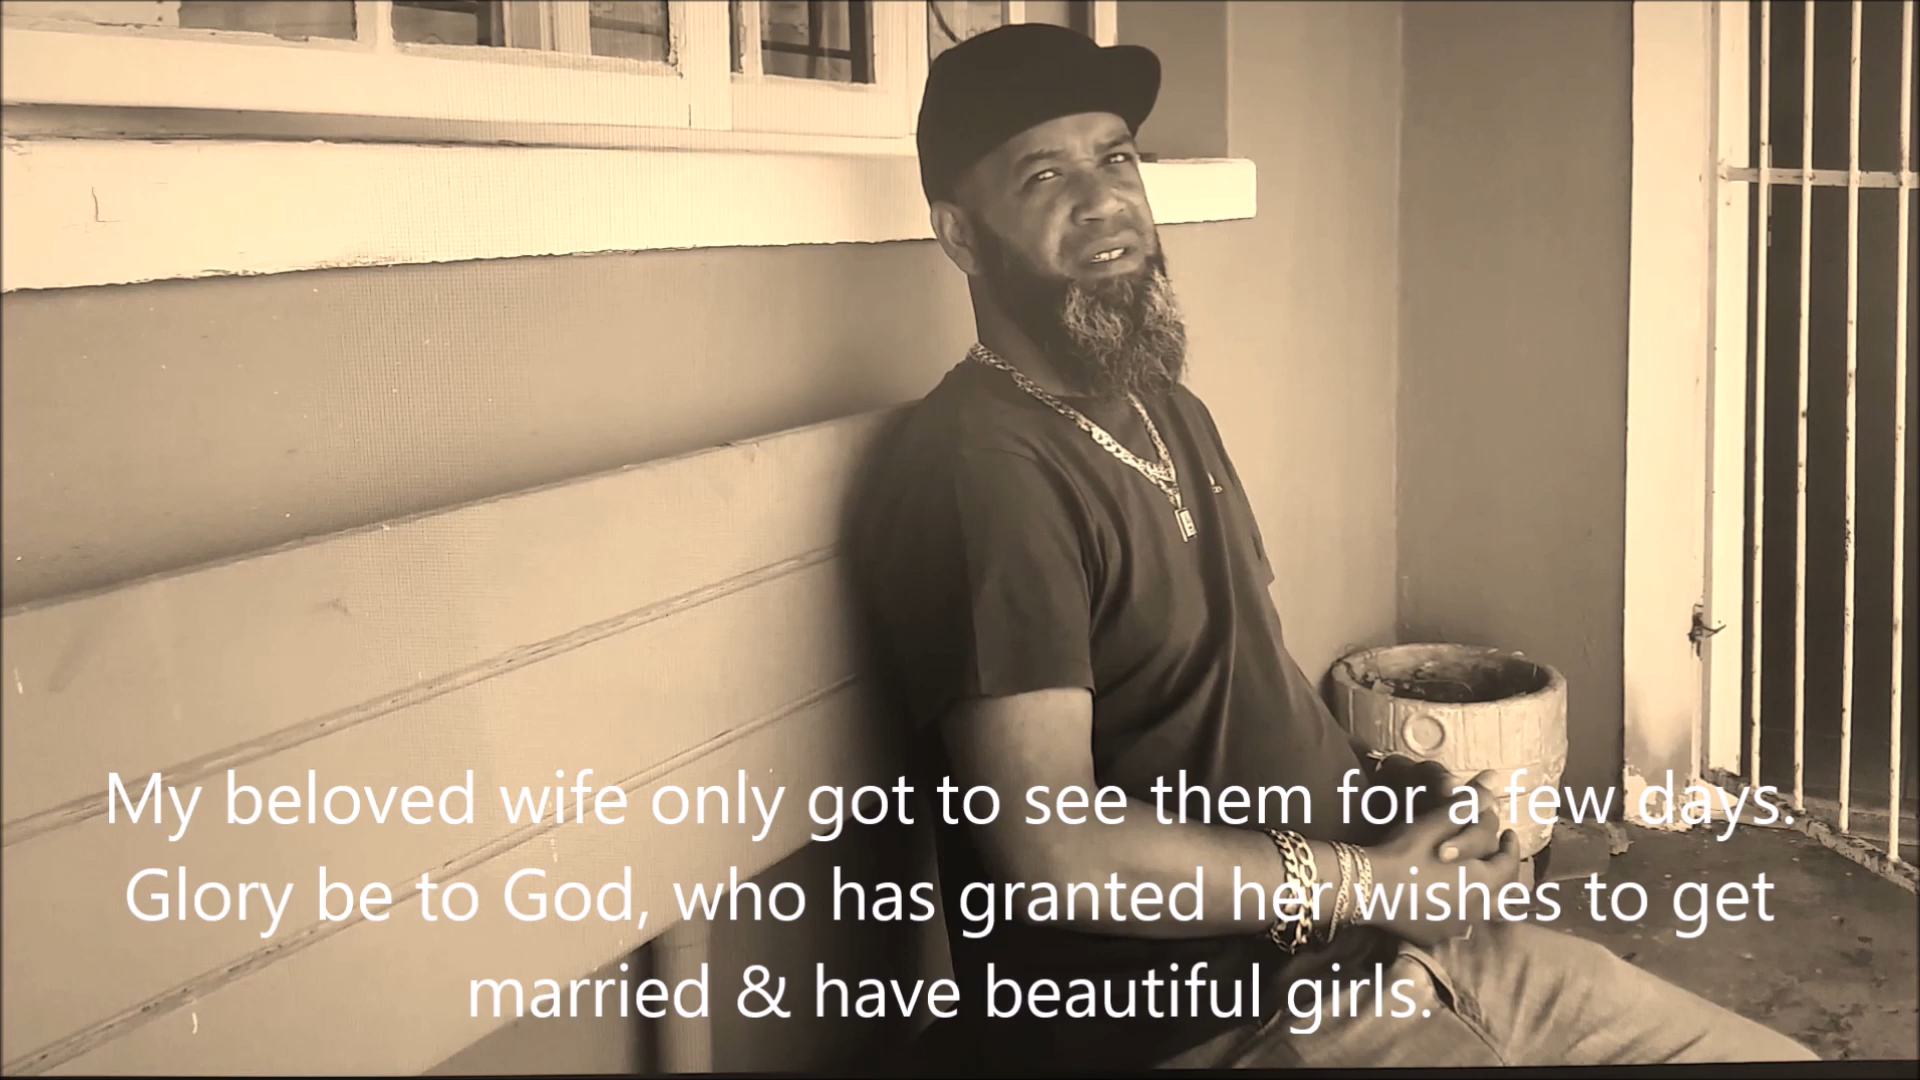 My beloved wife only got to see them for a few days.
Glory be to God, who has granted her wishes to get
married & have beautiful girls.